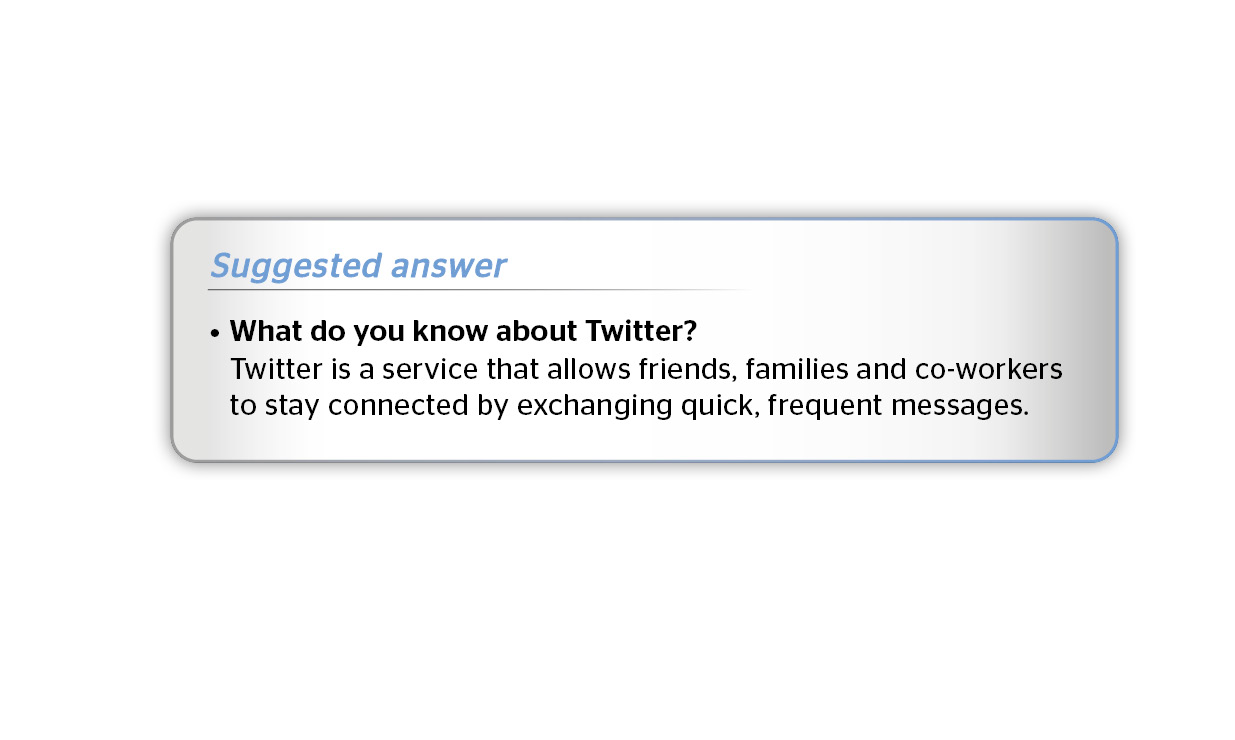 Suggested answer
• What do you know about Twitter?
Twitter is a service that allows friends, families and co-workers
to stay connected by exchanging quick, frequent messages.